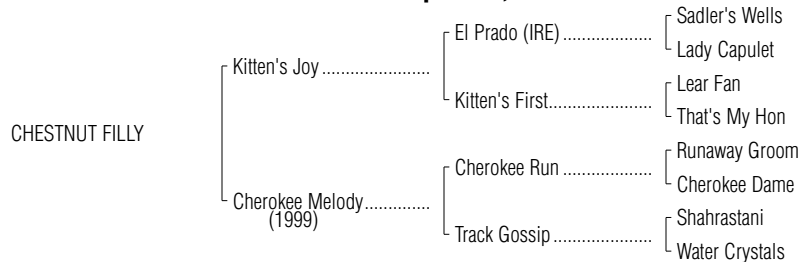 El Prado (IRE) ................... Sadler's Wells
Lady Capulet
Kitten's Joy .......................
Kitten's First...................... Lear Fan
That's My Hon
CHESTNUT FILLY
Cherokee Run ................... Runaway Groom
Cherokee Dame
Cherokee Melody..............
(1999)
Track Gossip ..................... Shahrastani
Water Crystals